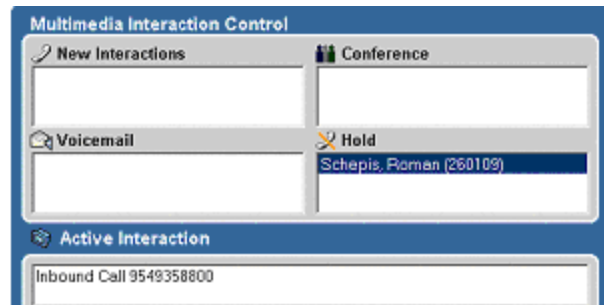 Multimedia Interaction Control
New Interactions
Conference
Voicemail
Hold
Schepis, Roman (260109)
Active Interaction
Inbound Call 9549358800